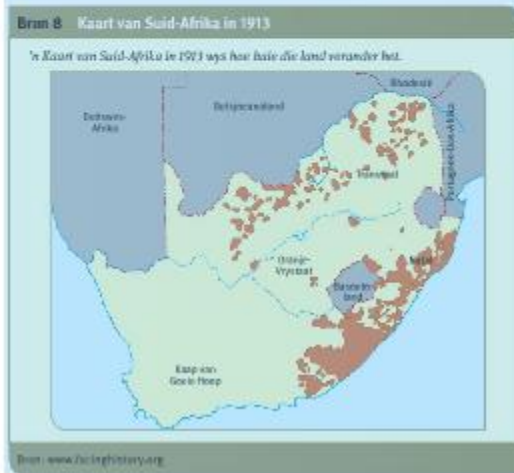 Bron 8 Kaart van Suid-Afrika in 1913
'n Kaart van Suid-Afrika in 1913 wys hoe baie die land verander het.
Rhodesië
Betsjoeanaland
Duitswes-
Afrika
Portugees-Oos-Afrika
Transvaal
Oranje-
Vrystaat
Natal
Basoeto-
land
Kaap van
Goeie Hoop
Bron: www.facinghistory.org